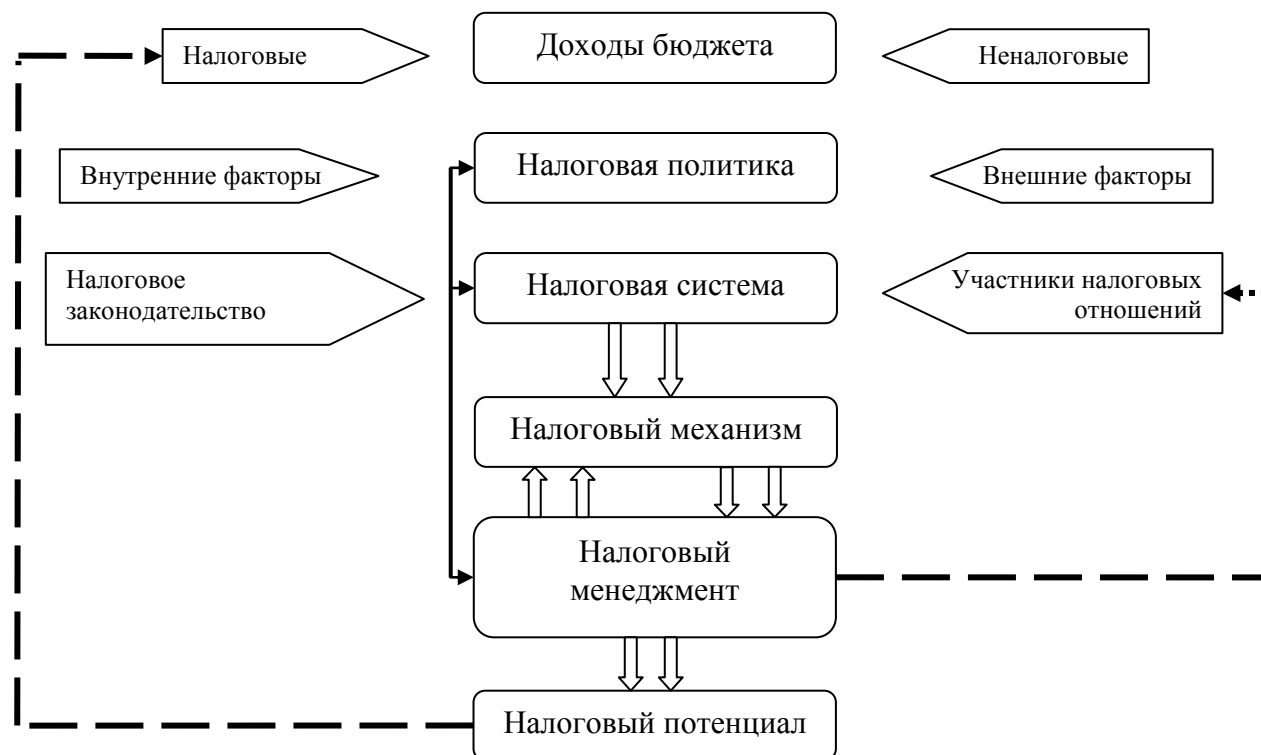 Налоговые
Доходы бюджета
Неналоговые
Внутренние факторы
Налоговая политика
Внешние факторы
Налоговое
законодательство
Налоговая система
Участники налоговых
отношений
Налоговый механизм
Налоговый
менеджмент
Налоговый потенциал